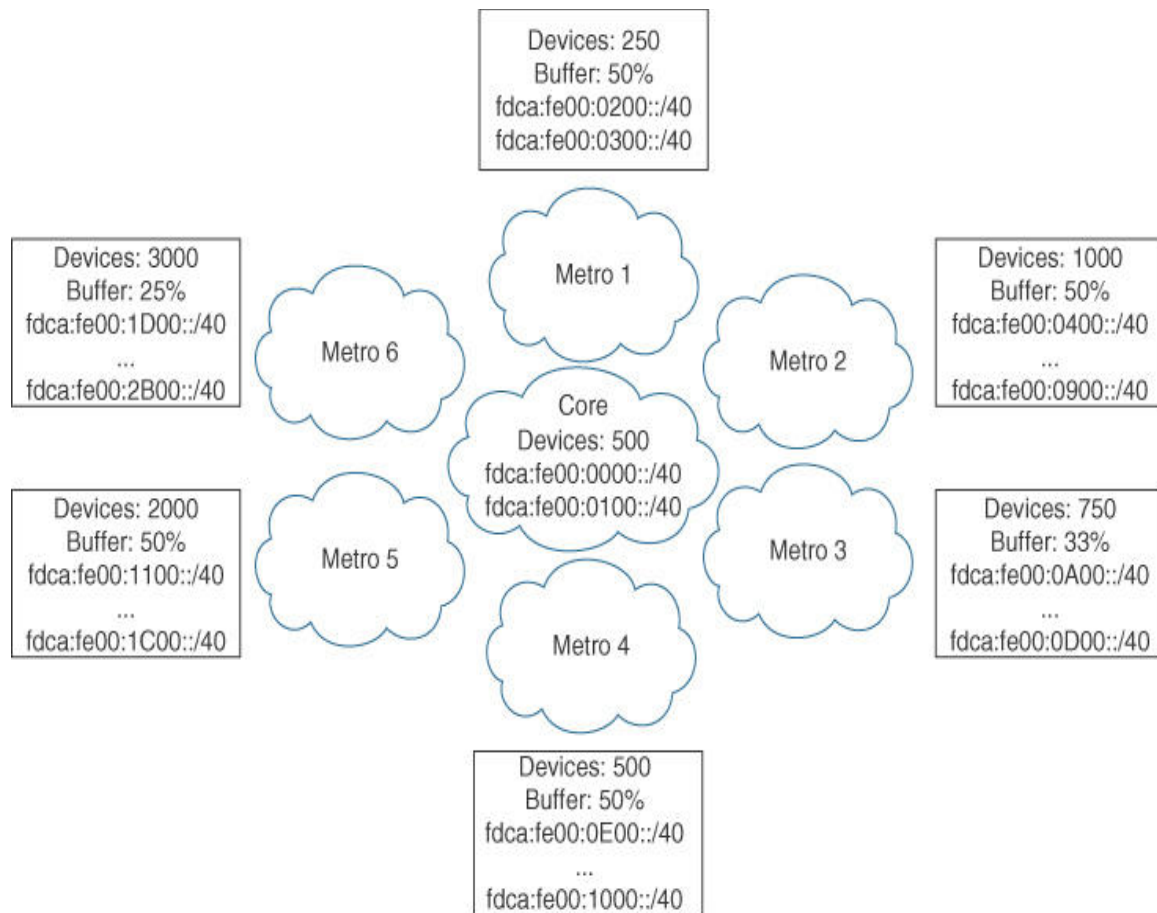 Devices: 250
Buffer: 50%
fdca:fe00:0200::/40
fdca:fe00:0300::/40
Metro 1
Devices: 3000
Buffer: 25%
fdca:fe00:1D00::/40
...
fdca:fe00:2B00::/40
Metro 6
Devices: 1000
Buffer: 50%
fdca:fe00:0400::/40
...
fdca:fe00:0900::/40
Metro 2
Core
Devices: 500
fdca:fe00:0000::/40
fdca:fe00:0100::/40
Devices: 2000
Buffer: 50%
fdca:fe00:1100::/40
...
fdca:fe00:1C00::/40
Metro 5
Devices: 750
Buffer: 33%
fdca:fe00:0A00::/40
...
fdca:fe00:0D00::/40
Metro 3
Metro 4
Devices: 500
Buffer: 50%
fdca:fe00:0E00::/40
...
fdca:fe00:1000::/40